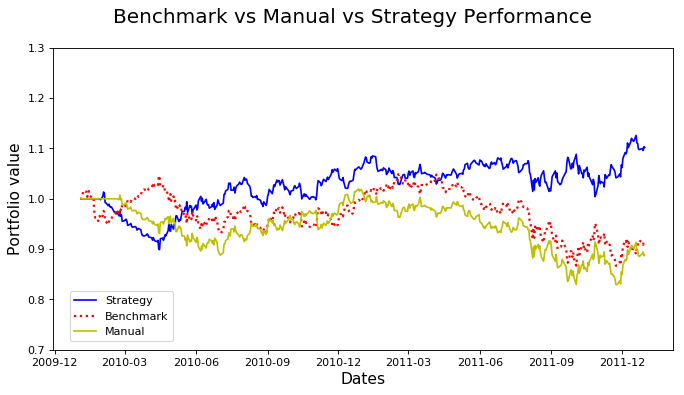 Benchmark vs Manual vs Strategy Performance
1.3
1.2
1.1
1.0
0.9
0.8
0.7
Portfolio value
Strategy
Benchmark
Manual
2009-12 2010-03 2010-06 2010-09 2010-12 2011-03 2011-06 2011-09 2011-12
Dates